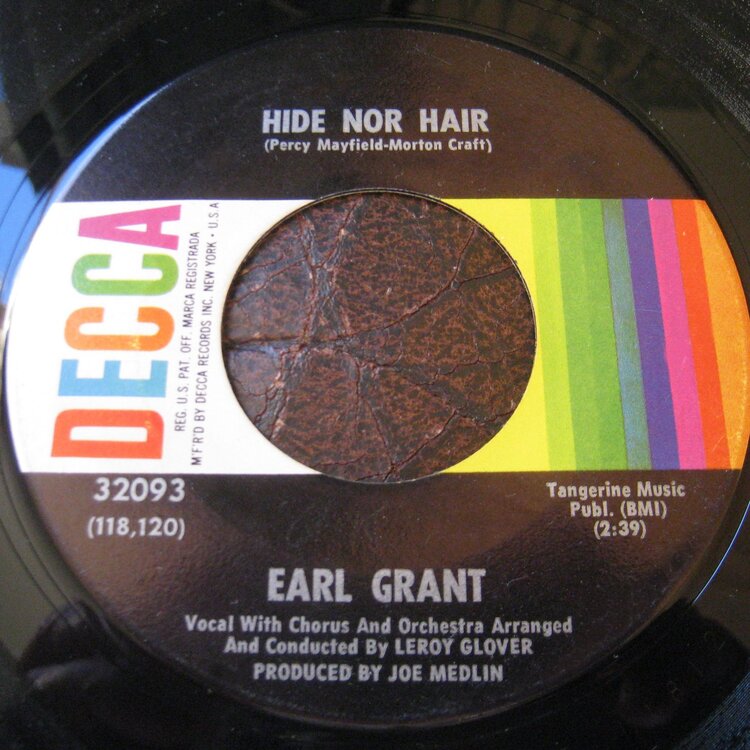 HIDE NOR HAIR
(Percy Mayfield-Morton Craft)
DECCA
REG. U.S. PAT. OFF. MARCA REGISTRADA
M'F'R'D BY DECCA RECORDS INC. NEW YORK • U.S.A
32093
(118,120)
Tangerine Music
Publ. (BMI)
(2:39)
EARL GRANT
Vocal With Chorus And Orchestra Arranged
And Conducted By LEROY GLOVER
PRODUCED BY JOE MEDLIN